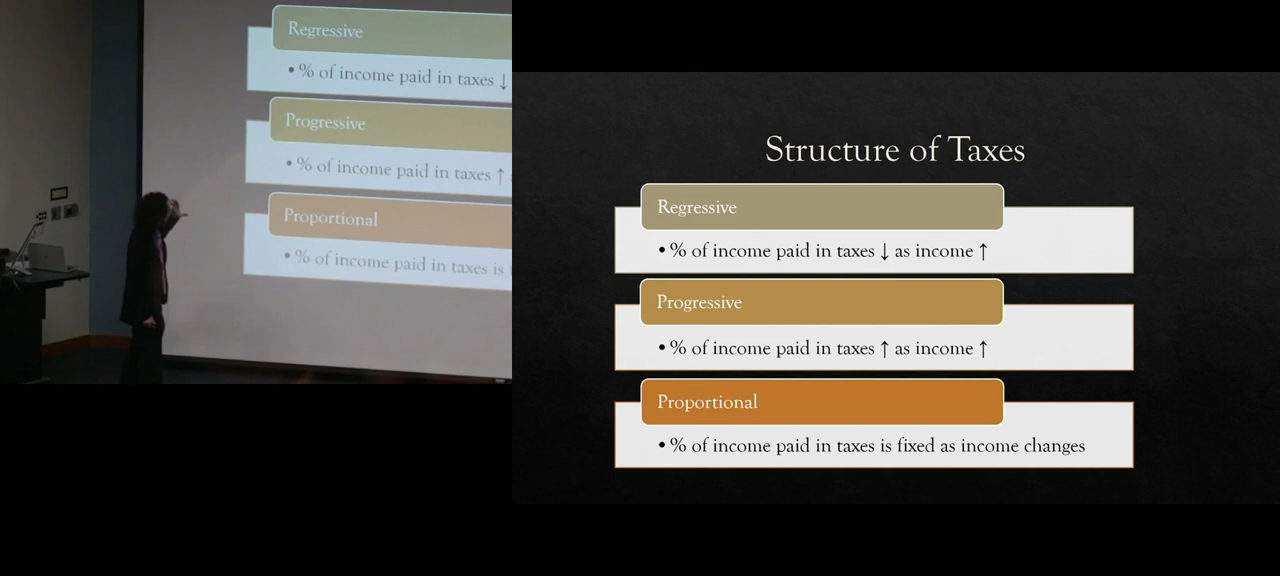 Regressive
• % of income paid in taxes ↓
Progressive
• % of income paid in taxes ↑
Proportional
• % of income paid in taxes is
Structure of Taxes
Regressive
• % of income paid in taxes ↓ as income ↑
Progressive
• % of income paid in taxes ↑ as income ↑
Proportional
• % of income paid in taxes is fixed as income changes